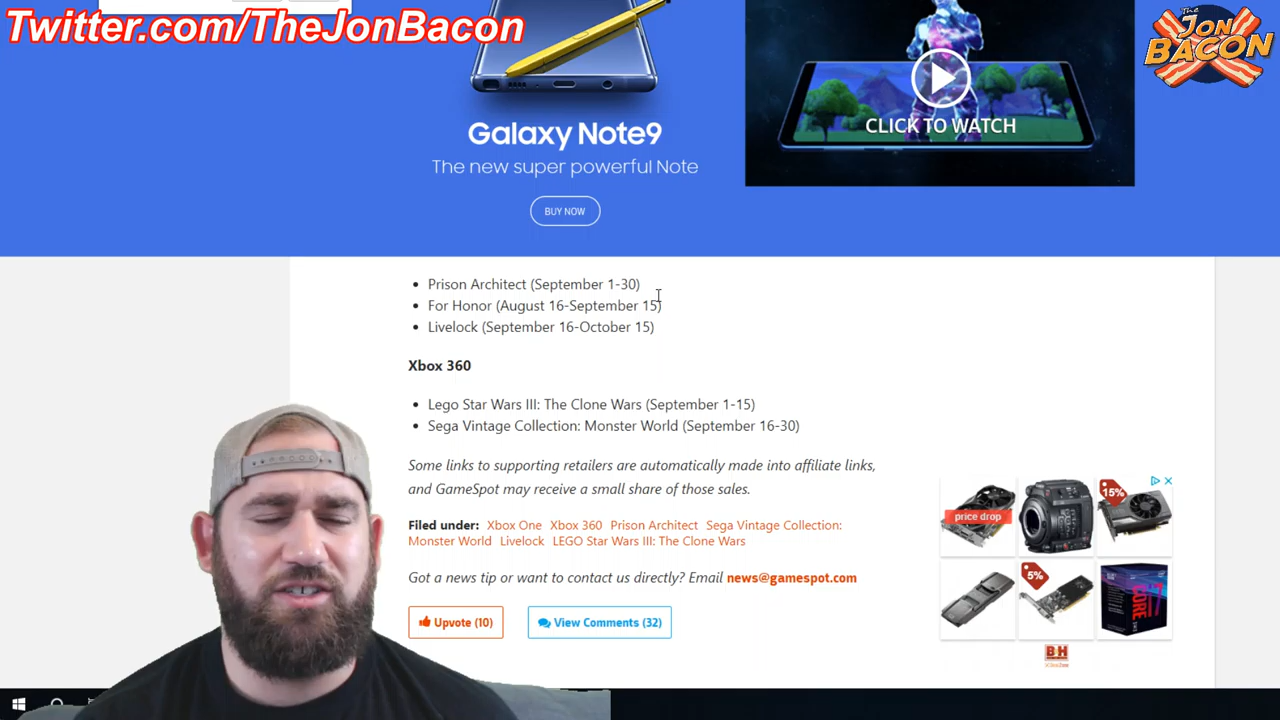 Twitter.com/TheJonBacon
The
JON
BACON
Galaxy Note9
The new super powerful Note
BUY NOW
CLICK TO WATCH
• Prison Architect (September 1-30)
• For Honor (August 16-September 15)
• Livelock (September 16-October 15)
Xbox 360
• Lego Star Wars III: The Clone Wars (September 1-15)
• Sega Vintage Collection: Monster World (September 16-30)
Some links to supporting retailers are automatically made into affiliate links,
and GameSpot may receive a small share of those sales.
Filed under: Xbox One Xbox 360 Prison Architect Sega Vintage Collection:
Monster World Livelock LEGO Star Wars III: The Clone Wars
Got a news tip or want to contact us directly? Email news@gamespot.com
Upvote (10) View Comments (32)
price drop
15%
5%
CORE
i7
B&H